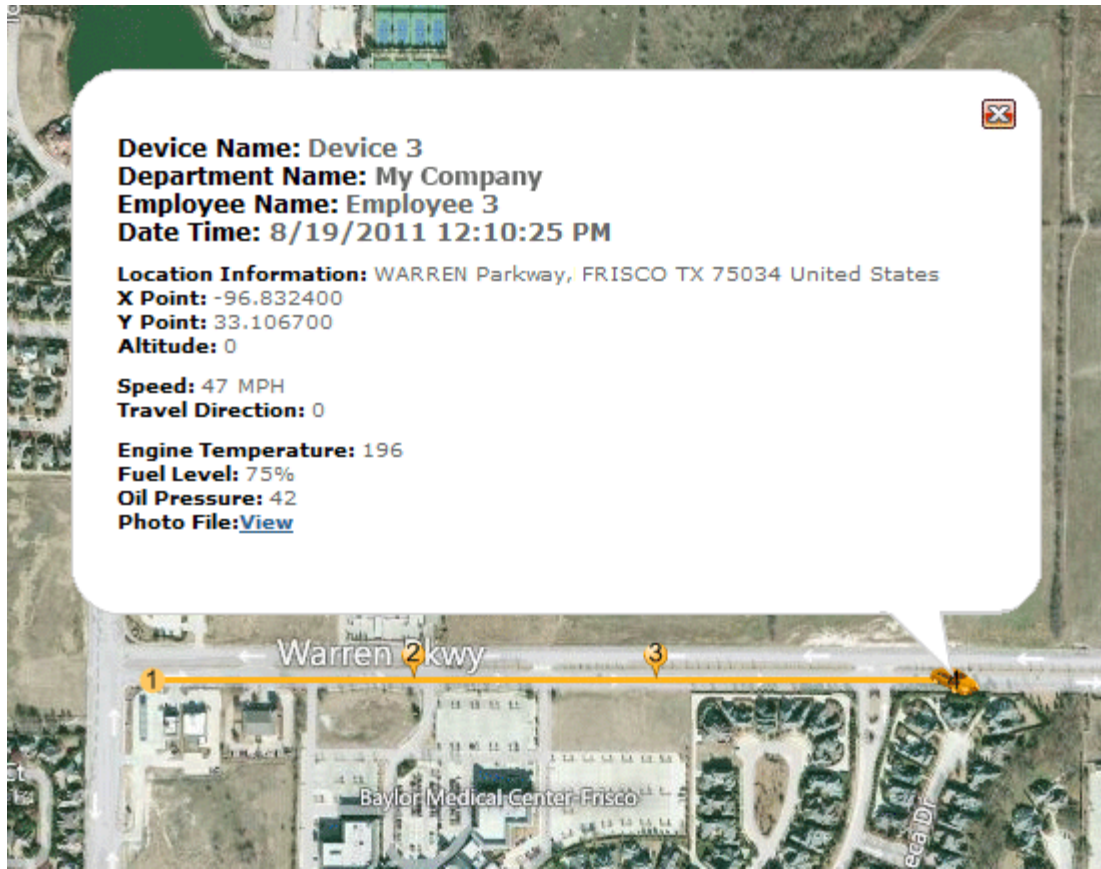 Device Name: Device 3
Department Name: My Company
Employee Name: Employee 3
Date Time: 8/19/2011 12:10:25 PM
Location Information: WARREN Parkway, FRISCO TX 75034 United States
X Point: -96.832400
Y Point: 33.106700
Altitude: 0
Speed: 47 MPH
Travel Direction: 0
Engine Temperature: 196
Fuel Level: 75%
Oil Pressure: 42
Photo File:View
Warren Pkwy
1
2
3
4
Baylor Medical Center-Frisco